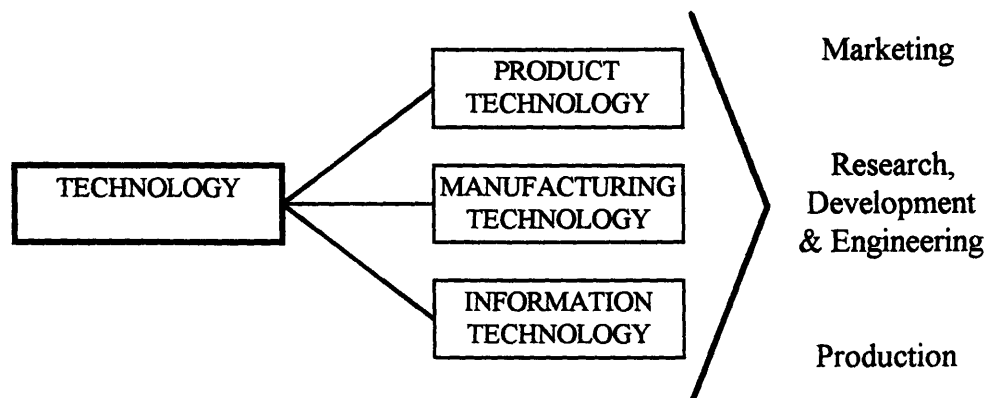 TECHNOLOGY
PRODUCT
TECHNOLOGY
MANUFACTURING
TECHNOLOGY
INFORMATION
TECHNOLOGY
Marketing
Research,
Development
& Engineering
Production